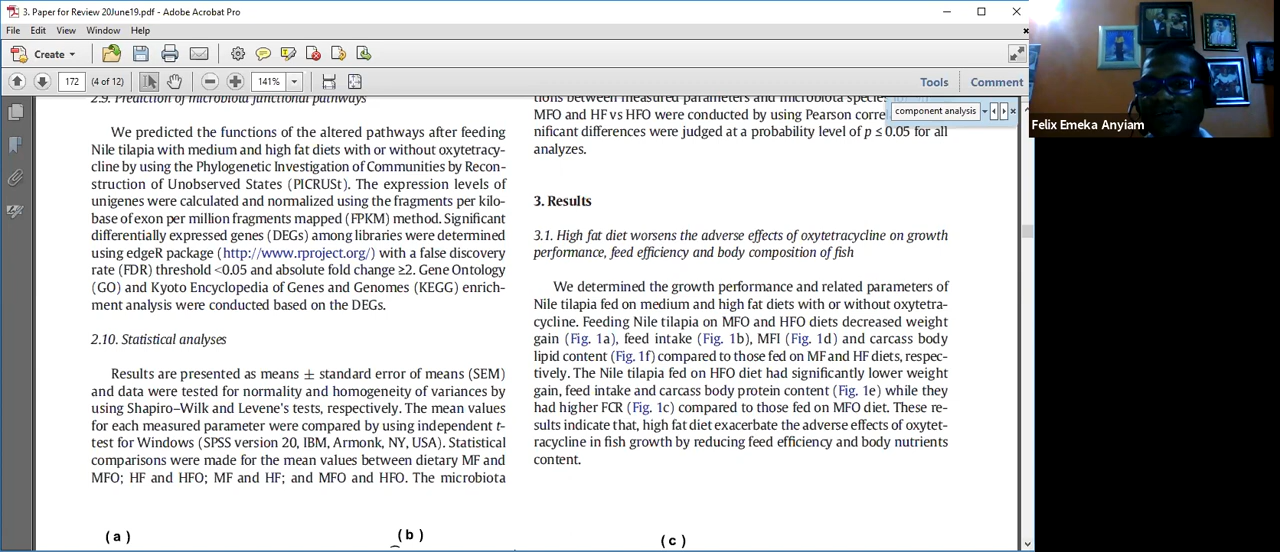 3. Paper for Review 20June19.pdf - Adobe Acrobat Pro
File Edit View Window Help
Create
172 (4 of 12) 141% Tools Comment
component analysis
2.9. Prediction of microbiota functional pathways
We predicted the functions of the altered pathways after feeding
Nile tilapia with medium and high fat diets with or without oxytetracy-
cline by using the Phylogenetic Investigation of Communities by Recon-
struction of Unobserved States (PICRUSt). The expression levels of
unigenes were calculated and normalized using the fragments per kilo-
base of exon per million fragments mapped (FPKM) method. Significant
differentially expressed genes (DEGs) among libraries were determined
using edgeR package (http://www.rproject.org/) with a false discovery
rate (FDR) threshold <0.05 and absolute fold change ≥2. Gene Ontology
(GO) and Kyoto Encyclopedia of Genes and Genomes (KEGG) enrich-
ment analysis were conducted based on the DEGs.
2.10. Statistical analyses
Results are presented as means ± standard error of means (SEM)
and data were tested for normality and homogeneity of variances by
using Shapiro–Wilk and Levene's tests, respectively. The mean values
for each measured parameter were compared by using independent t-
test for Windows (SPSS version 20, IBM, Armonk, NY, USA). Statistical
comparisons were made for the mean values between dietary MF and
MFO; HF and HFO; MF and HF; and MFO and HFO. The microbiota
tions between measured parameters and microbiota species
MFO and HF vs HFO were conducted by using Pearson corre
nificant differences were judged at a probability level of p ≤ 0.05 for all
analyzes.
3. Results
3.1. High fat diet worsens the adverse effects of oxytetracycline on growth
performance, feed efficiency and body composition of fish
We determined the growth performance and related parameters of
Nile tilapia fed on medium and high fat diets with or without oxytetra-
cycline. Feeding Nile tilapia on MFO and HFO diets decreased weight
gain (Fig. 1a), feed intake (Fig. 1b), MFI (Fig. 1d) and carcass body
lipid content (Fig. 1f) compared to those fed on MF and HF diets, respec-
tively. The Nile tilapia fed on HFO diet had significantly lower weight
gain, feed intake and carcass body protein content (Fig. 1e) while they
had higher FCR (Fig. 1c) compared to those fed on MFO diet. These re-
sults indicate that, high fat diet exacerbate the adverse effects of oxytet-
racycline in fish growth by reducing feed efficiency and body nutrients
content.
(a) (b) (c)
Felix Emeka Anyiam